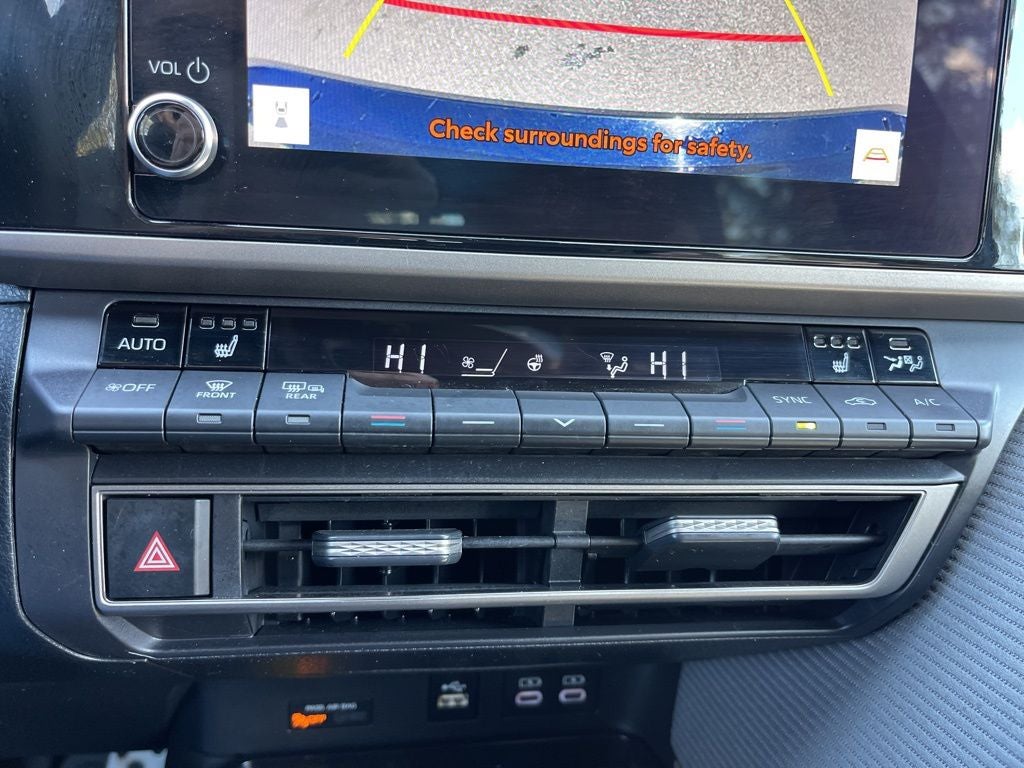 VOL
Check surroundings for safety.
AUTO
HI
HI
OFF
FRONT
REAR
SYNC
A/C